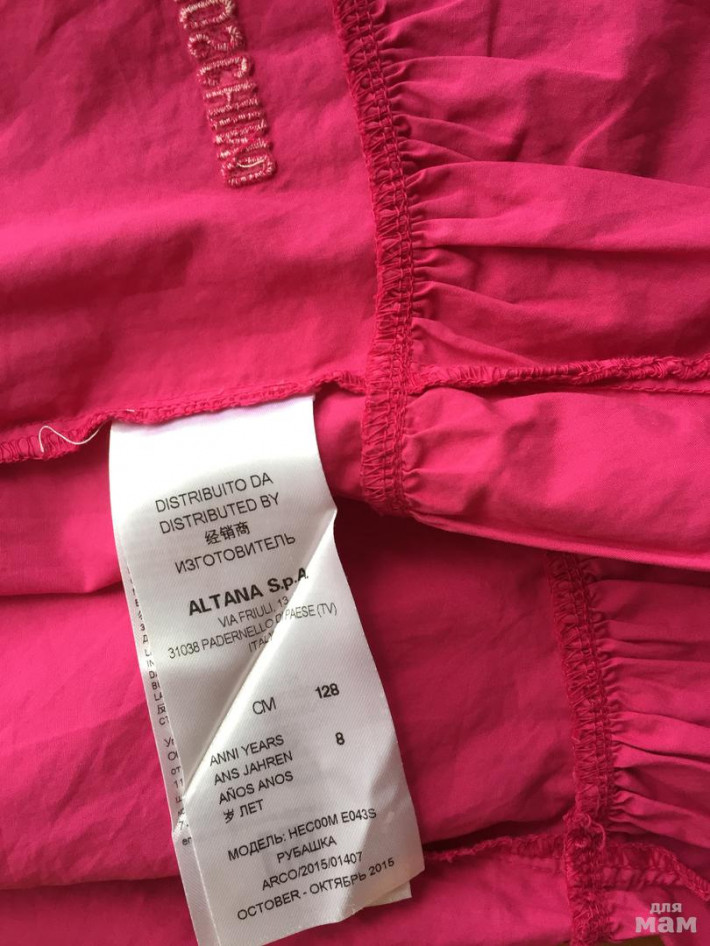 DISTRIBUITO DA
DISTRIBUTED BY
经销商
ИЗГОТОВИТЕЛЬ
ALTANA S.p.A
VIA FRIULI, 13
31038 PADERNELLO PAESE (TV)
CM 128
ANNI YEARS
ANS JAHREN 8
AÑOS ANOS
岁 ЛЕТ
МОДЕЛЬ: HEC00M E043S
РУБАШКА
ARCO/2015/01407
OCTOBER - ОКТЯБРЬ 2015
для
мам